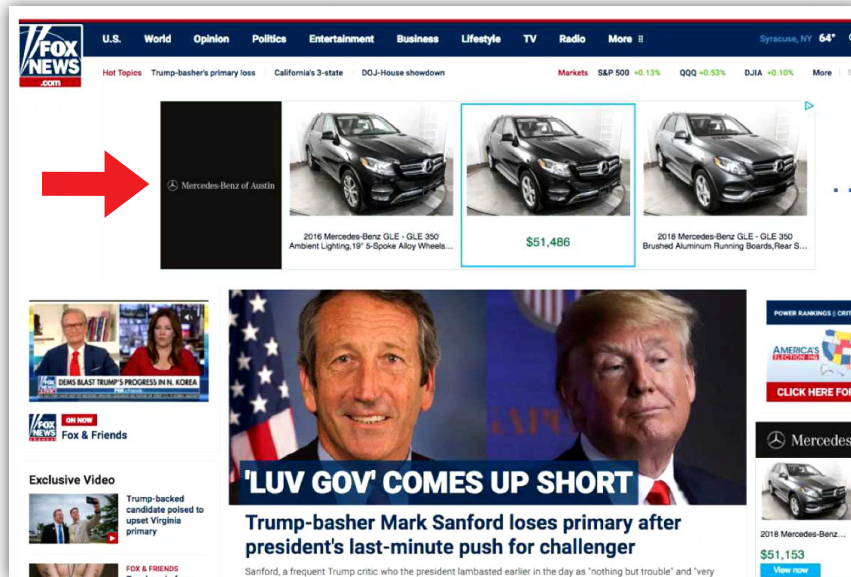 FOX
NEWS
.com
U.S. World Opinion Politics Entertainment Business Lifestyle TV Radio More
Syracuse, NY 64°
Hot Topics Trump-basher's primary loss California's 3-state DOJ-House showdown
Markets S&P 500 +0.13% QQQ +0.53% DJIA +0.10% More
Mercedes-Benz of Austin
2016 Mercedes-Benz GLE - GLE 350
Ambient Lighting,19" 5-Spoke Alloy Wheels...
$51,486
2018 Mercedes-Benz GLE - GLE 350
Brushed Aluminum Running Boards,Rear S...
DEMS BLAST TRUMP'S PROGRESS IN N. KOREA
FOX
NEWS
ON NOW
Fox & Friends
Exclusive Video
Trump-backed
candidate poised to
upset Virginia
primary
FOX & FRIENDS
'LUV GOV' COMES UP SHORT
Trump-basher Mark Sanford loses primary after
president's last-minute push for challenger
Sanford, a frequent Trump critic who the president lambasted earlier in the day as "nothing but trouble" and "very
POWER RANKINGS || CRIT
AMERICA'S
ELECTION HQ
CLICK HERE FOR
Mercedes
2018 Mercedes-Benz...
$51,153
View now